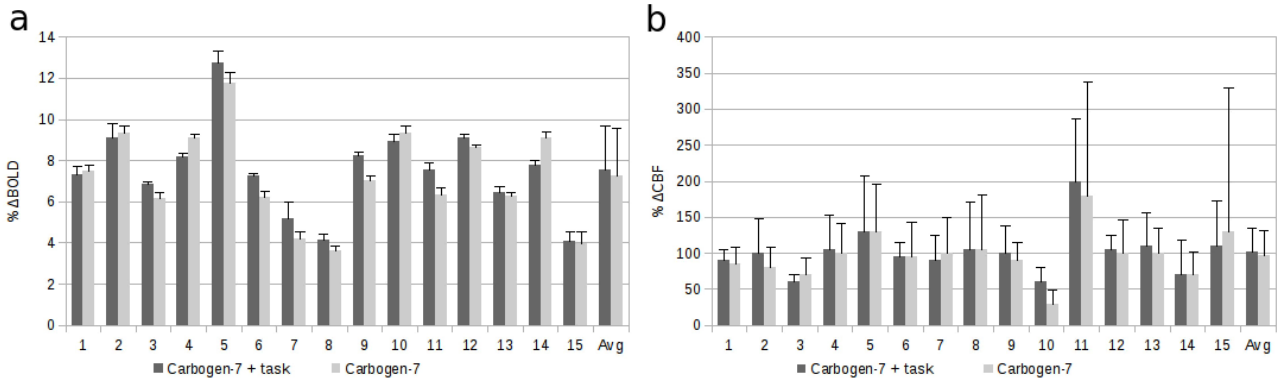 a
14
12
10
8
6
4
2
0
% ΔBOLD
1 2 3 4 5 6 7 8 9 10 11 12 13 14 15 Avg
Carbogen-7 + task Carbogen-7
b
400
350
300
250
200
150
100
50
0
% ΔCBF
1 2 3 4 5 6 7 8 9 10 11 12 13 14 15 Avg
Carbogen-7 + task Carbogen-7